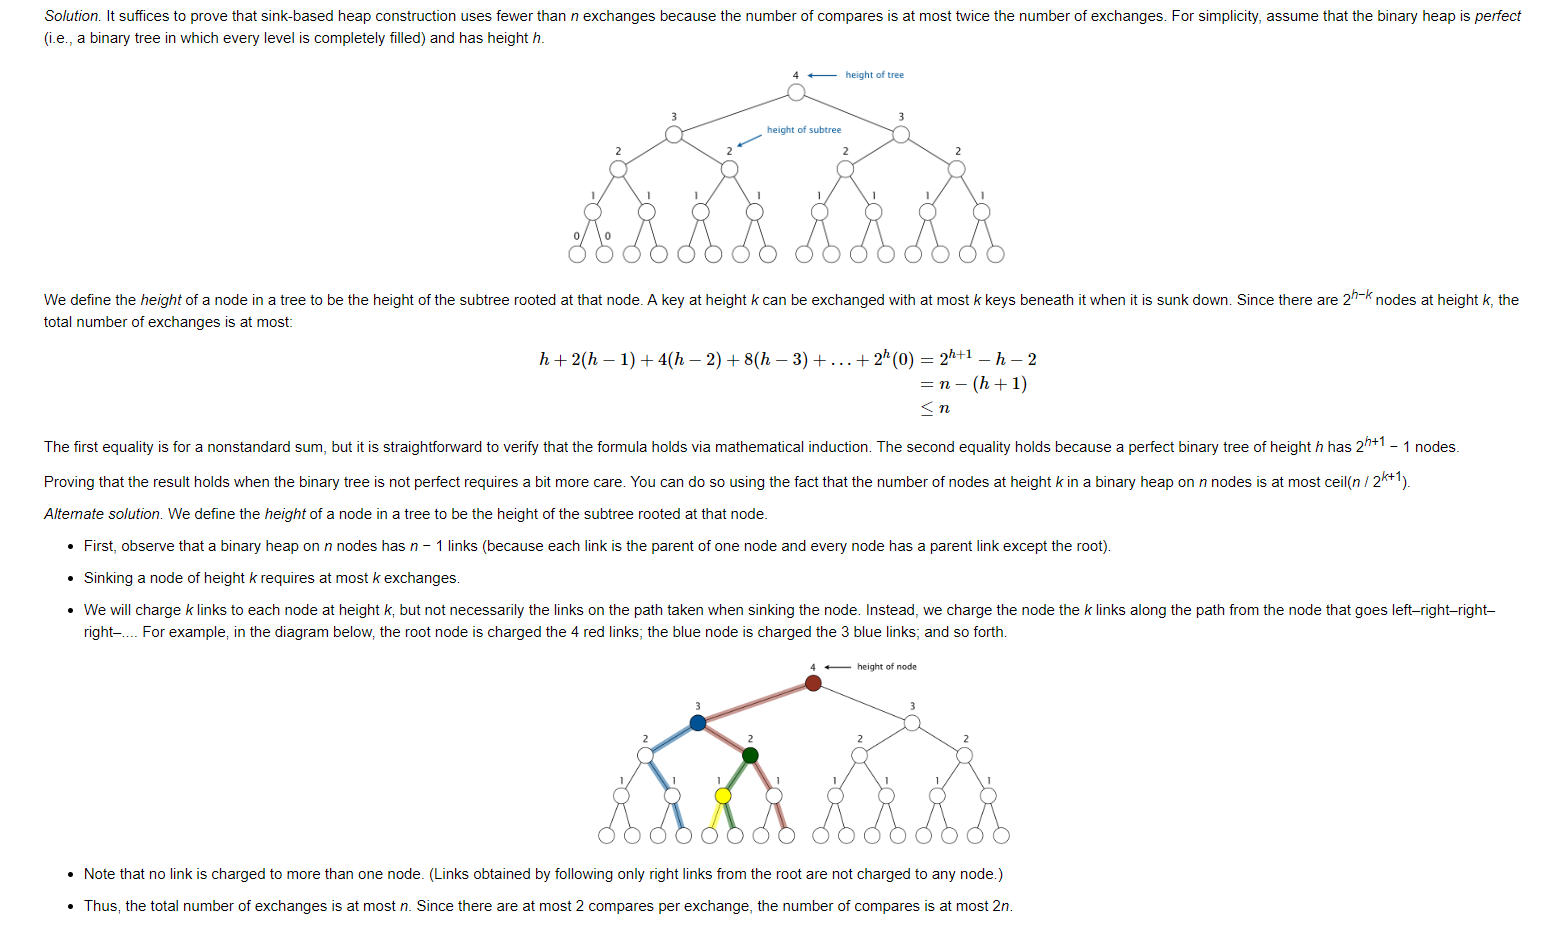 Solution. It suffices to prove that sink-based heap construction uses fewer than n exchanges because the number of compares is at most twice the number of exchanges. For simplicity, assume that the binary heap is perfect
(i.e., a binary tree in which every level is completely filled) and has height h.
4 ← height of tree
3 3
height of subtree
2 2 2 2
1 1 1 1 1 1 1 1
0 0
We define the height of a node in a tree to be the height of the subtree rooted at that node. A key at height k can be exchanged with at most k keys beneath it when it is sunk down. Since there are 2^{h−k} nodes at height k, the
total number of exchanges is at most:
h + 2(h − 1) + 4(h − 2) + 8(h − 3) + … + 2^h(0) = 2^{h+1} − h − 2
= n − (h + 1)
≤ n
The first equality is for a nonstandard sum, but it is straightforward to verify that the formula holds via mathematical induction. The second equality holds because a perfect binary tree of height h has 2^{h+1} − 1 nodes.
Proving that the result holds when the binary tree is not perfect requires a bit more care. You can do so using the fact that the number of nodes at height k in a binary heap on n nodes is at most ceil(n / 2^{k+1}).
Alternate solution. We define the height of a node in a tree to be the height of the subtree rooted at that node.
• First, observe that a binary heap on n nodes has n − 1 links (because each link is the parent of one node and every node has a parent link except the root).
• Sinking a node of height k requires at most k exchanges.
• We will charge k links to each node at height k, but not necessarily the links on the path taken when sinking the node. Instead, we charge the node the k links along the path from the node that goes left–right–right–
right–.... For example, in the diagram below, the root node is charged the 4 red links; the blue node is charged the 3 blue links; and so forth.
4 ← height of node
3 3
2 2 2 2
1 1 1 1 1 1 1 1
• Note that no link is charged to more than one node. (Links obtained by following only right links from the root are not charged to any node.)
• Thus, the total number of exchanges is at most n. Since there are at most 2 compares per exchange, the number of compares is at most 2n.